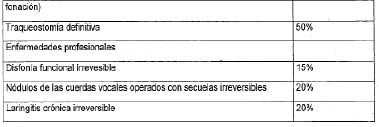 fonación)
Traqueostomía definitiva 50%
Enfermedades profesionales
Disfonía funcional irrevesible 15%
Nódulos de las cuerdas vocales operados con secuelas irreversibles 20%
Laringitis crónica irreversible 20%